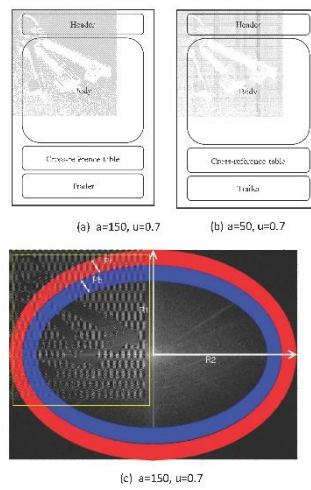 Header
Header
Body
Body
Cross-reference table
Cross-reference table
Trailer
Trailer
(a) a=150, u=0.7
(b) a=50, u=0.7
R2
(c) a=150, u=0.7